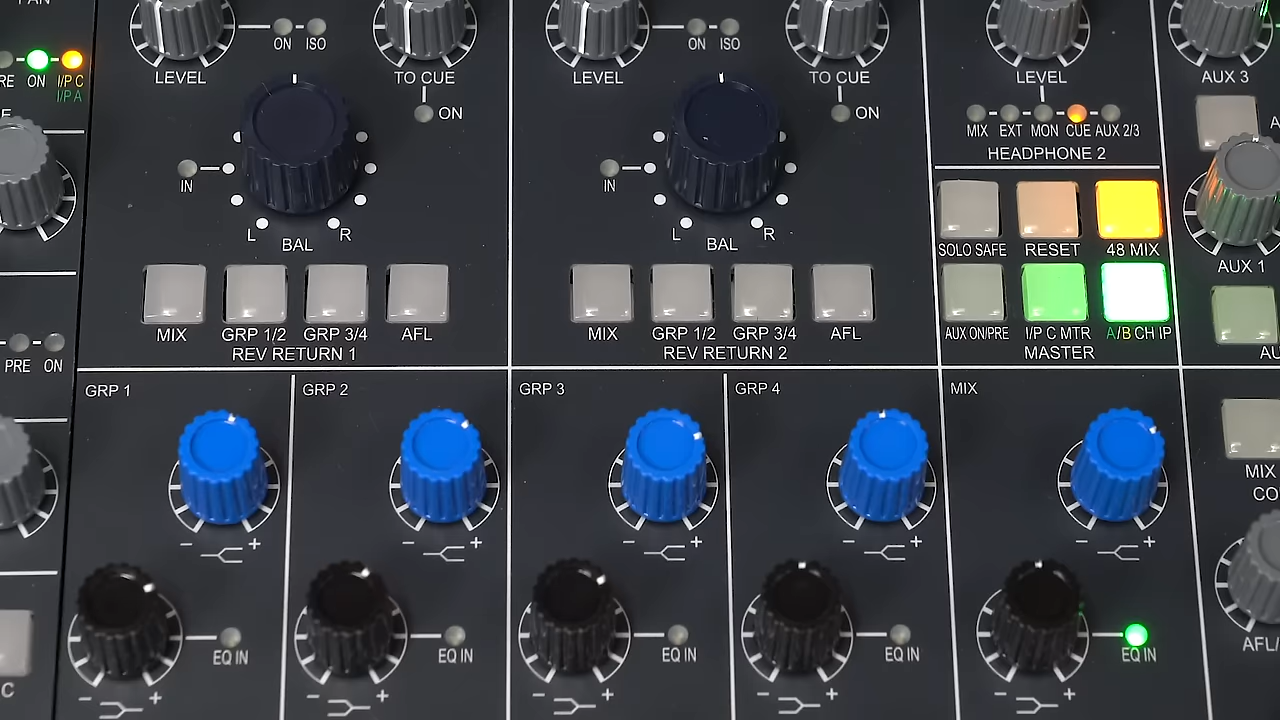 PAN
LEVEL
ON ISO
TO CUE
LEVEL
ON ISO
TO CUE
LEVEL
AUX 3
ON I/P C
I/P A
ON
ON
MIX EXT MON CUE AUX 2/3
HEADPHONE 2
IN
L BAL R
IN
L BAL R
SOLO SAFE RESET 48 MIX
AUX 1
MIX GRP 1/2 GRP 3/4 AFL
REV RETURN 1
MIX GRP 1/2 GRP 3/4 AFL
REV RETURN 2
AUX ON/PRE I/P C MTR A/B CH IP
MASTER
PRE ON
GRP 1
GRP 2
GRP 3
GRP 4
MIX
- +
- +
- +
- +
- +
MIX
CO
EQ IN
EQ IN
EQ IN
EQ IN
EQ IN
AFL/
C
- +
- +
- +
- +
- +